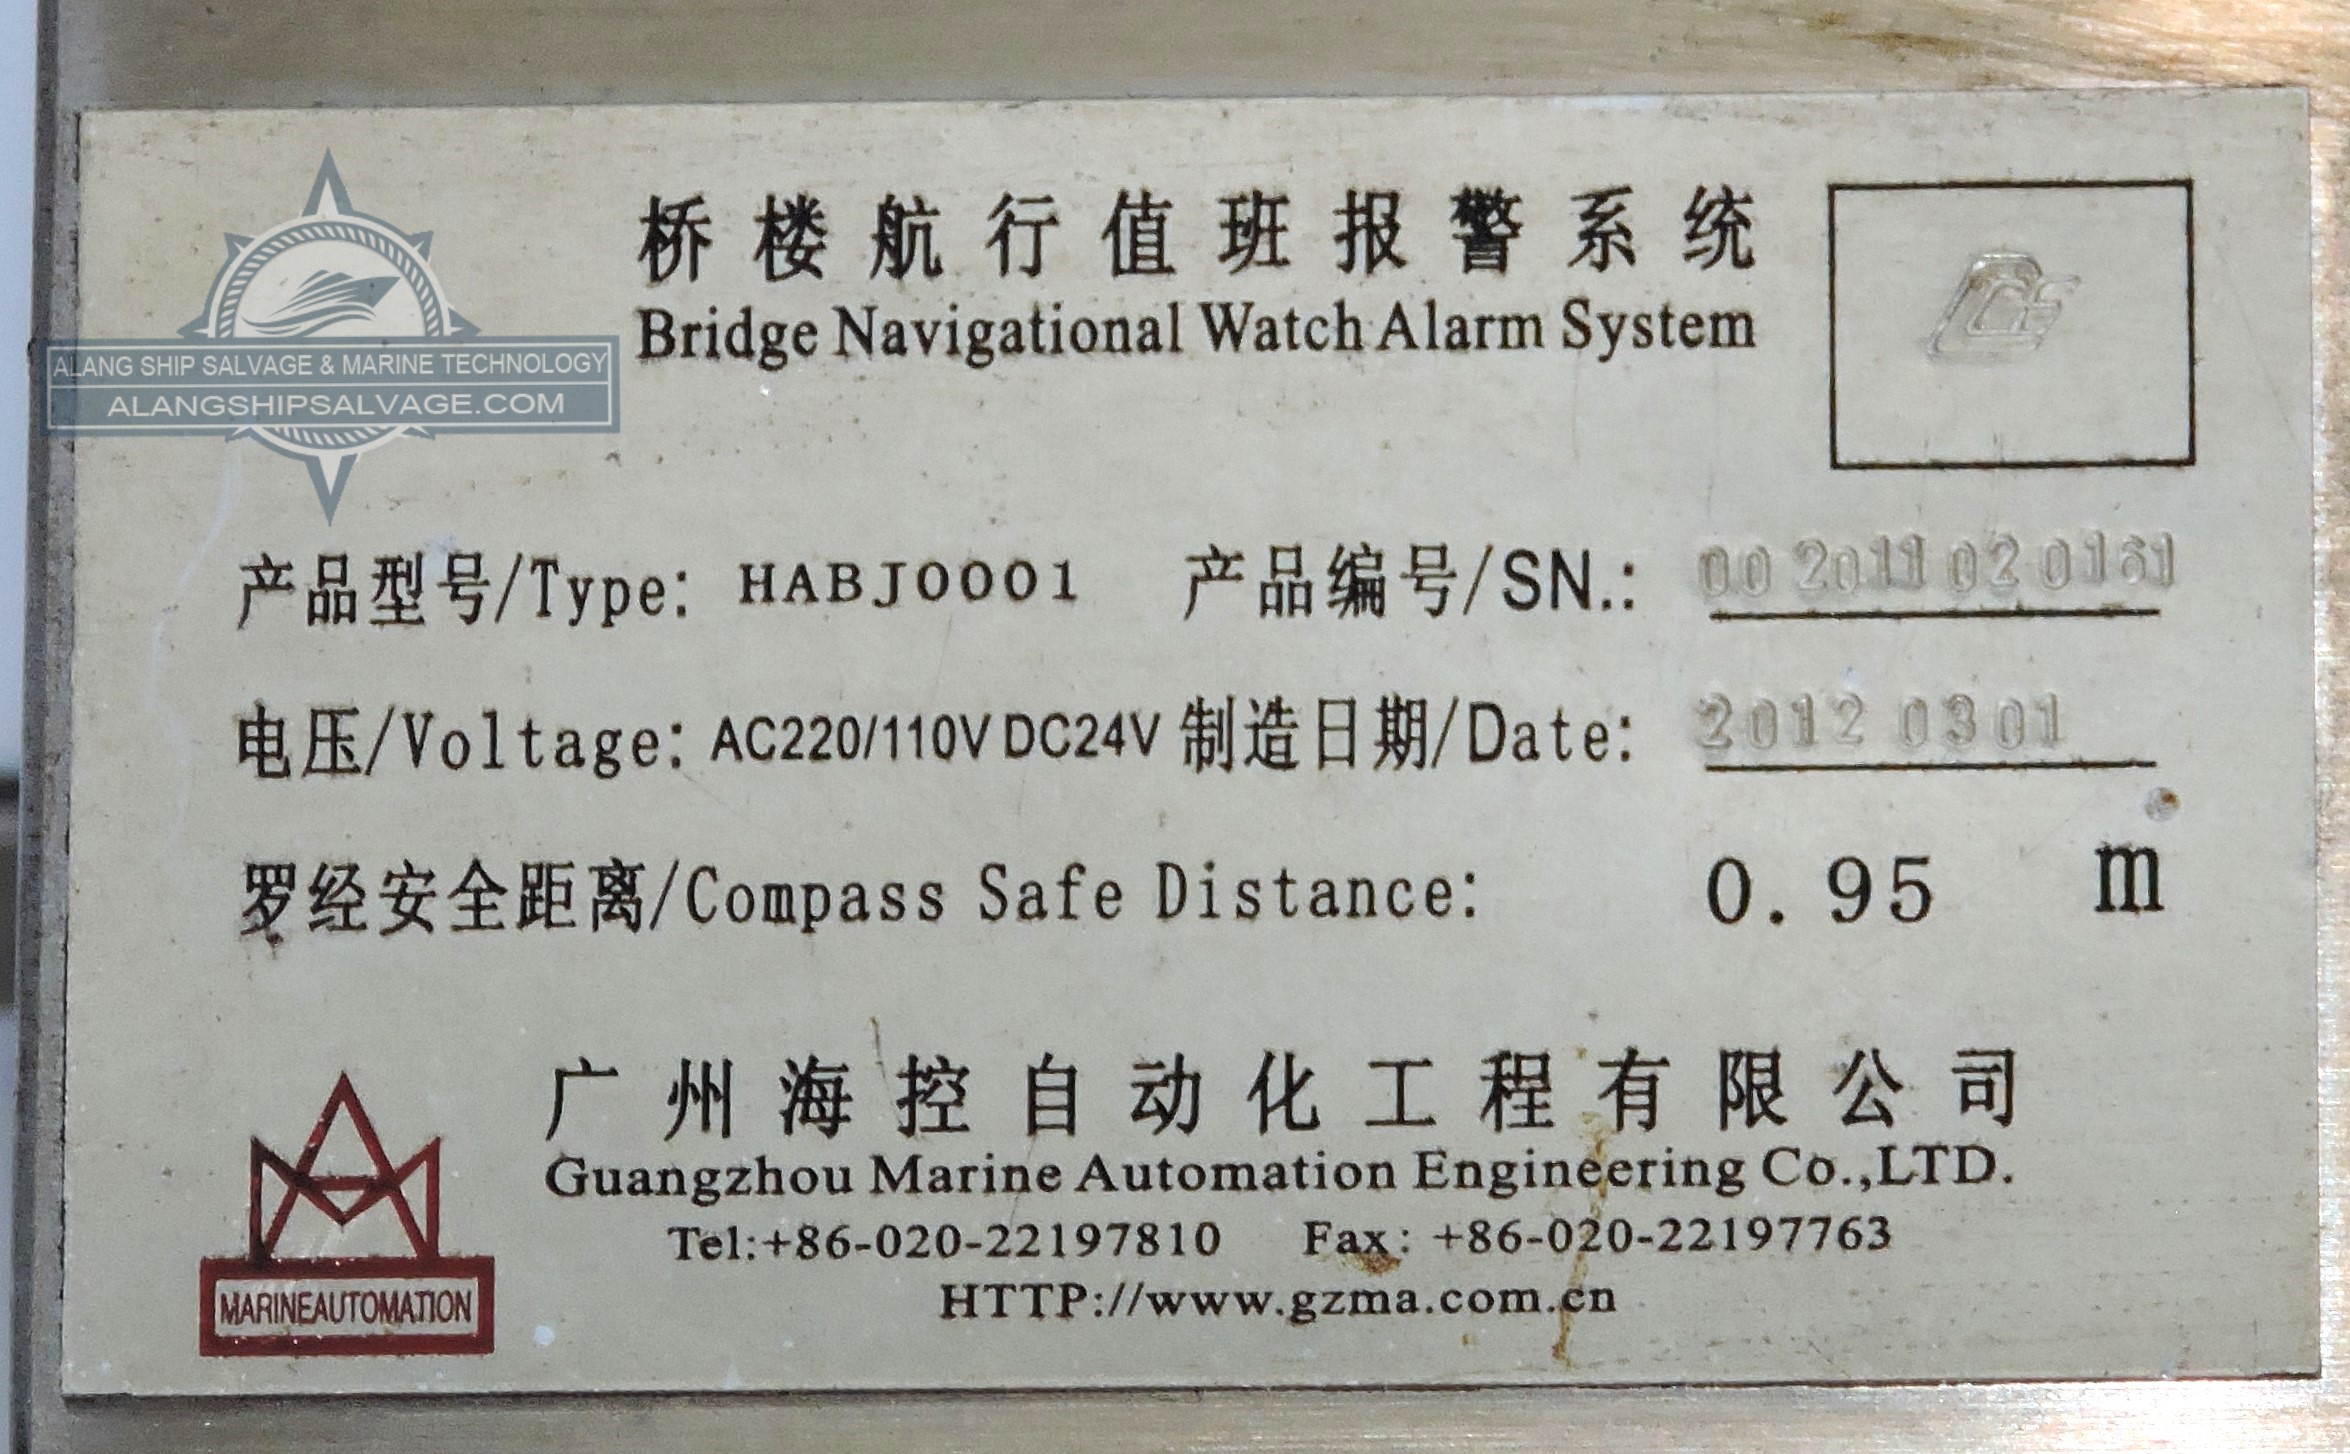 桥楼航行值班报警系统
Bridge Navigational Watch Alarm System
ALANG SHIP SALVAGE & MARINE TECHNOLOGY
ALANGSHIPSALVAGE.COM
产品型号/Type: HABJ0001 产品编号/SN.: 00 2011 02 0161
电压/Voltage: AC220/110V DC24V 制造日期/Date: 2012 0301
罗经安全距离/Compass Safe Distance: 0.95 m
广州海控自动化工程有限公司
Guangzhou Marine Automation Engineering Co.,LTD.
Tel:+86-020-22197810 Fax: +86-020-22197763
HTTP://www.gzma.com.cn
MARINEAUTOMATION